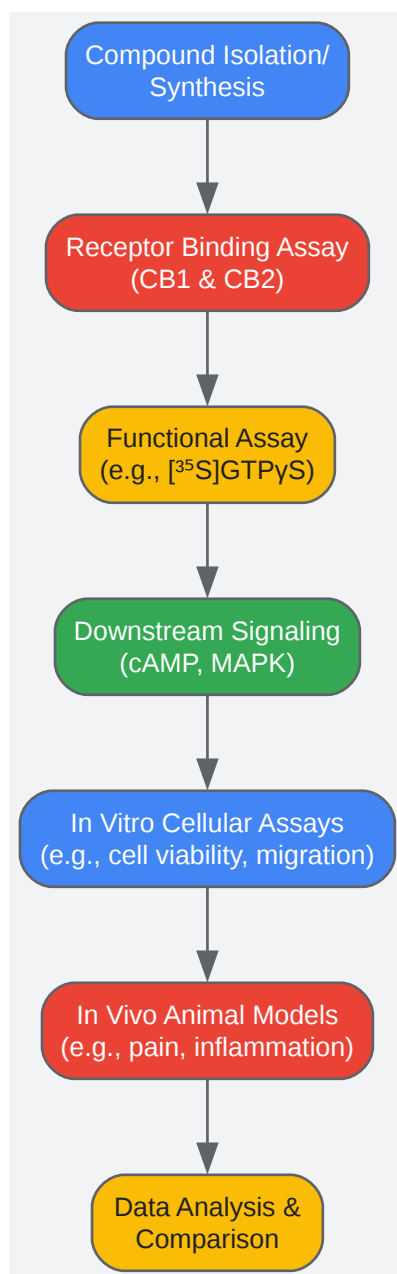 Compound Isolation/
Synthesis
Receptor Binding Assay
(CB1 & CB2)
Functional Assay
(e.g., [³⁵S]GTPγS)
Downstream Signaling
(cAMP, MAPK)
In Vitro Cellular Assays
(e.g., cell viability, migration)
In Vivo Animal Models
(e.g., pain, inflammation)
Data Analysis &
Comparison